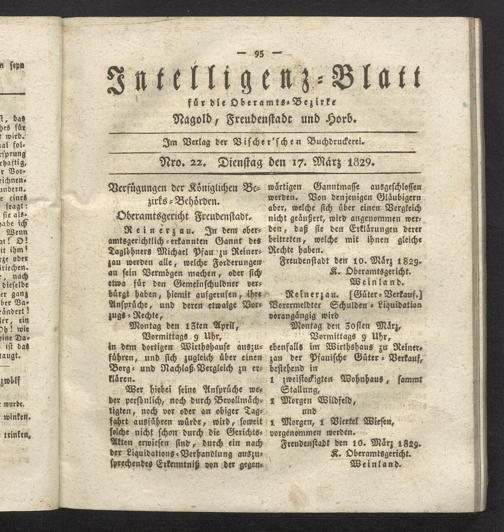 — 95 —
Intelligenz-Blatt
für die Oberamts-Bezirke
Nagold, Freudenstadt und Horb.
Im Verlag der Vischer'schen Buchdruckerei.
Nro. 22. Dienstag den 17. März 1829.
Verfügungen der Königlichen Be-
zirks-Behörden.
Oberamtsgericht Freudenstadt.
Reinerzau. In dem ober-
amtsgerichtlich-erkannten Gannt des
Taglöhners Michael Pfau zu Reiner-
zau werden alle, welche Forderungen
an sein Vermögen machen, oder sich
etwa für den Gemeinschuldner ver-
bürgt haben, hiemit aufgerufen, ihre
Ansprüche, und deren etwaige Vor-
zugs-Rechte,
Montag den 13ten April,
Vormittags 9 Uhr,
in dem dortigen Wirthshause auszu-
führen, und sich zugleich über einen
Borg- und Nachlaß-Vergleich zu er-
klären.
Wer hiebei seine Ansprüche we-
der persönlich, noch durch Bevollmäch-
tigten, noch vor oder an obiger Tag-
fahrt ausführen würde, wird, soweit
solche nicht schon durch die Gerichts-
Akten erwiesen sind, durch ein nach
der Liquidations-Verhandlung auszu-
sprechendes Erkenntniß von der gegen-
wärtigen Ganntmasse ausgeschlossen
werden. Von denjenigen Gläubigern
aber, welche sich über einen Vergleich
nicht geäußert, wird angenommen wer-
den, daß sie den Erklärungen derer
beitreten, welche mit ihnen gleiche
Rechte haben.
Freudenstadt den 10. März 1829.
K. Oberamtsgericht.
Weinland.
Reinerzau. [Güter-Verkauf.]
Vorermeldter Schulden-Liquidation
vorangängig wird
Montag den 30sten März,
Vormittags 9 Uhr,
ebenfalls im Wirthshaus zu Reiner-
zau der Pfauische Güter-Verkauf,
bestehend in
1 zweistockigten Wohnhaus, sammt
Stallung,
2 Morgen Wildfeld,
und
1 Morgen, 1 Viertel Wiesen,
vorgenommen werden.
Freudenstadt den 10. März 1829.
K. Oberamtsgericht.
Weinland.